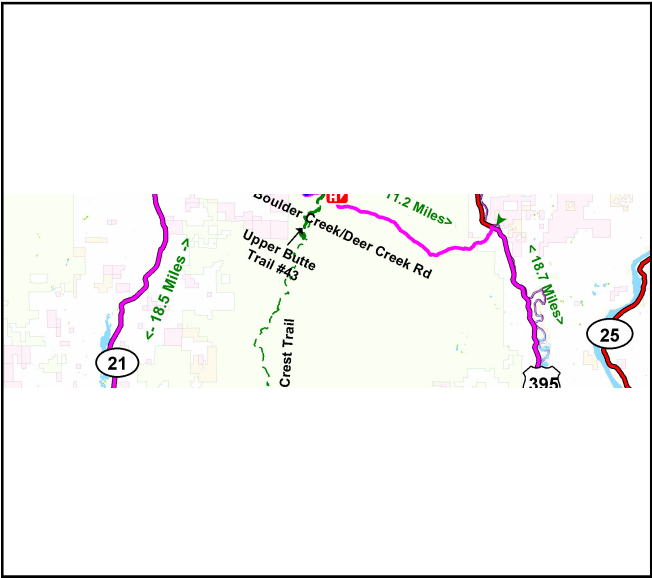 11.2 Miles>
Boulder Creek/Deer Creek Rd
Upper Butte
Trail #43
<- 18.5 Miles ->
<- 18.7 Miles>
21
25
Crest Trail
395